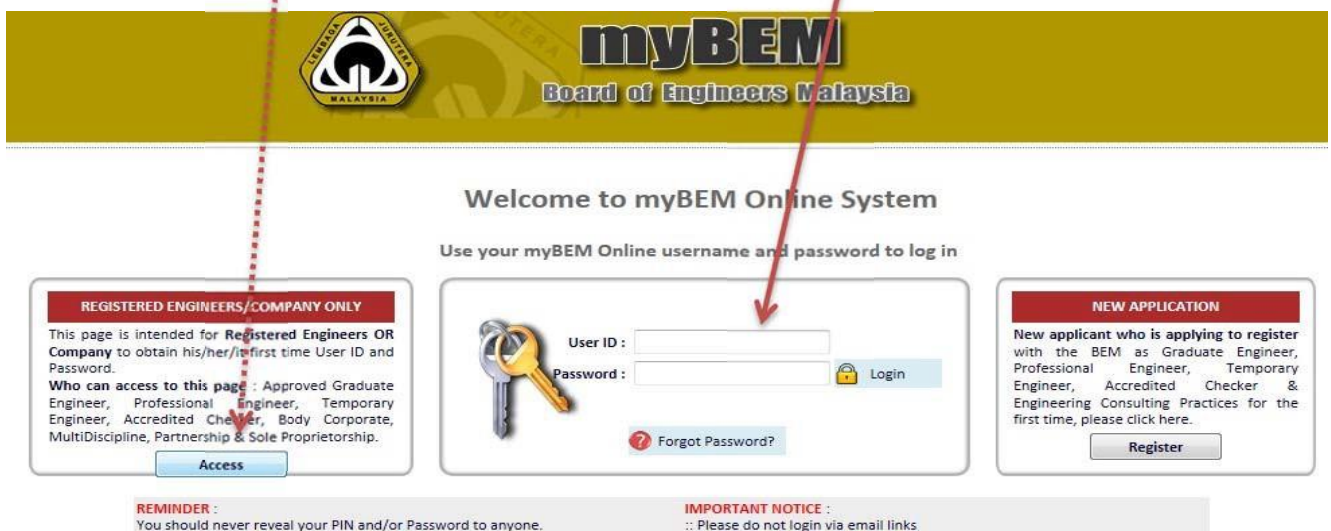 LEMBAGA JURUTERA
MALAYSIA
myBEM
Board of Engineers Malaysia
Welcome to myBEM Online System
Use your myBEM Online username and password to log in
REGISTERED ENGINEERS/COMPANY ONLY
This page is intended for Registered Engineers OR
Company to obtain his/her/it first time User ID and
Password.
Who can access to this page : Approved Graduate
Engineer, Professional Engineer, Temporary
Engineer, Accredited Checker, Body Corporate,
MultiDiscipline, Partnership & Sole Proprietorship.
Access
User ID :
Password :
Login
Forgot Password?
NEW APPLICATION
New applicant who is applying to register
with the BEM as Graduate Engineer,
Professional Engineer, Temporary
Engineer, Accredited Checker &
Engineering Consulting Practices for the
first time, please click here.
Register
REMINDER :
You should never reveal your PIN and/or Password to anyone.
IMPORTANT NOTICE :
:: Please do not login via email links